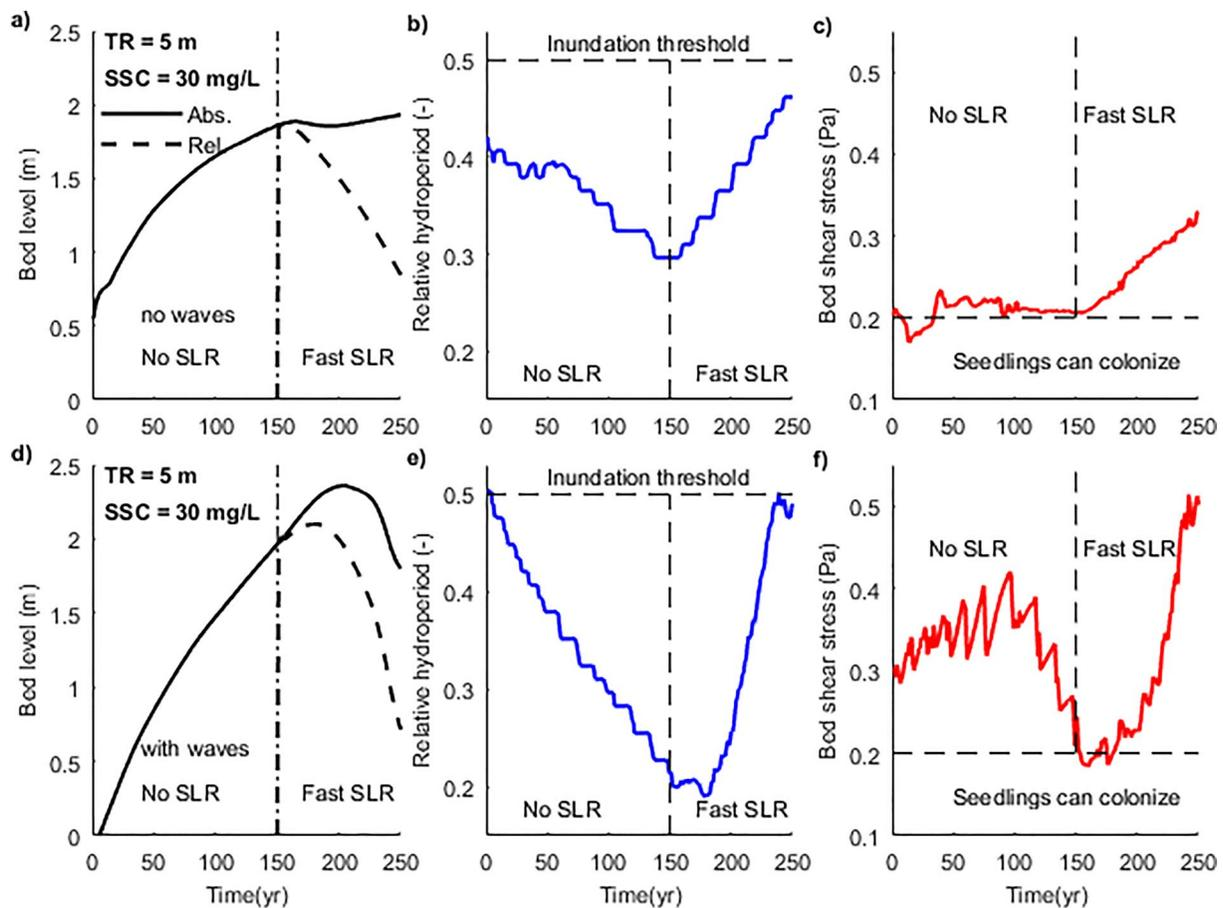 a)
TR = 5 m
SSC = 30 mg/L
Abs.
Rel.
no waves
No SLR
Fast SLR
Bed level (m)
2.5
2
1.5
1
0.5
0
0 50 100 150 200 250
b)
Inundation threshold
No SLR
Fast SLR
Relative hydroperiod (-)
0.5
0.4
0.3
0.2
0 50 100 150 200 250
c)
No SLR
Fast SLR
Seedlings can colonize
Bed shear stress (Pa)
0.5
0.4
0.3
0.2
0.1
0 50 100 150 200 250
d)
TR = 5 m
SSC = 30 mg/L
with waves
No SLR
Fast SLR
Bed level (m)
2.5
2
1.5
1
0.5
0
0 50 100 150 200 250
Time(yr)
e)
Inundation threshold
No SLR
Fast SLR
Relative hydroperiod (-)
0.5
0.4
0.3
0.2
0 50 100 150 200 250
Time(yr)
f)
No SLR
Fast SLR
Seedlings can colonize
Bed shear stress (Pa)
0.5
0.4
0.3
0.2
0.1
0 50 100 150 200 250
Time(yr)